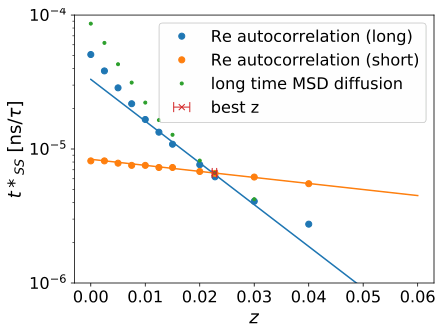 10⁻⁴
Re autocorrelation (long)
Re autocorrelation (short)
long time MSD diffusion
best z
10⁻⁵
10⁻⁶
t*ₛₛ [ns/τ]
0.00 0.01 0.02 0.03 0.04 0.05 0.06
z